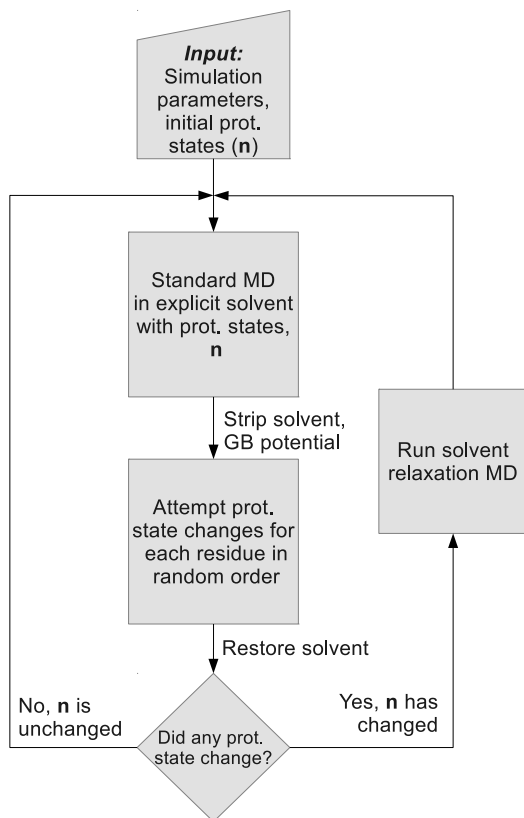 Input:
Simulation
parameters,
initial prot.
states (n)
Standard MD
in explicit solvent
with prot. states,
n
Strip solvent,
GB potential
Run solvent
relaxation MD
Attempt prot.
state changes for
each residue in
random order
Restore solvent
No, n is
unchanged
Yes, n has
changed
Did any prot.
state change?